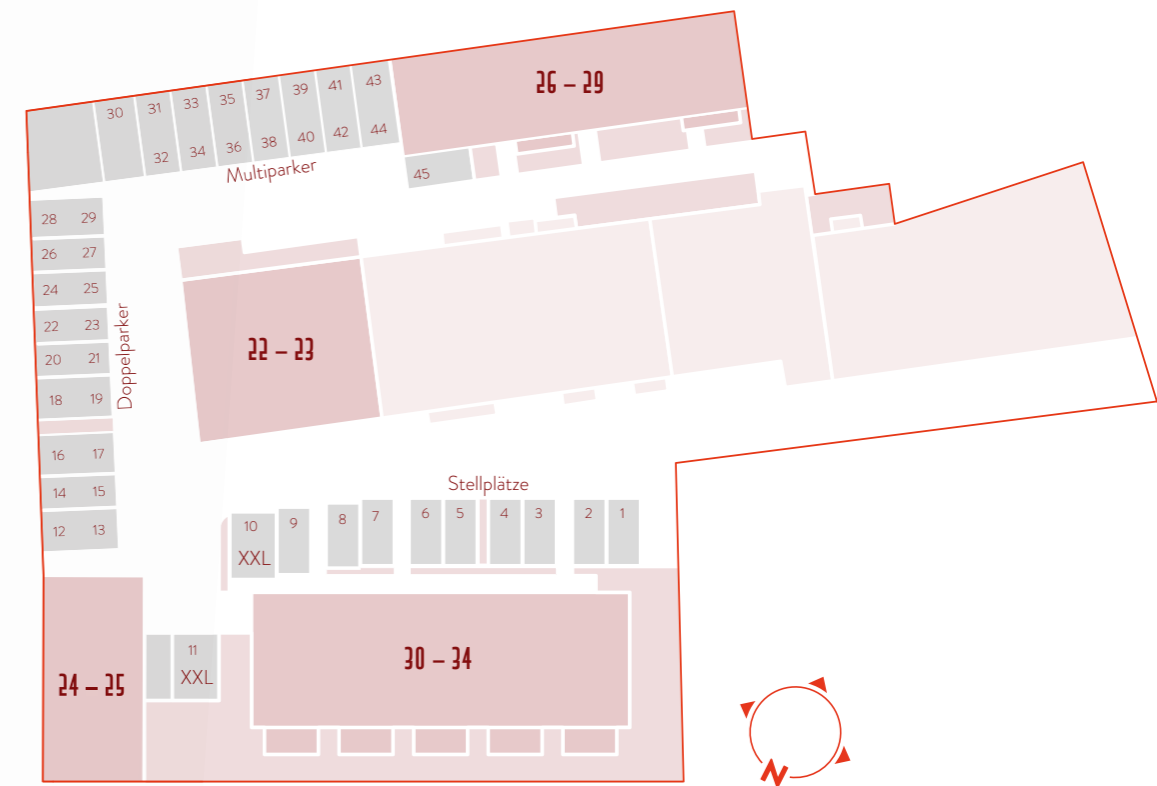 26 – 29
30 31 33 35 37 39 41 43
32 34 36 38 40 42 44
Multiparker
45
28 29
26 27
24 25
22 23
20 21
18 19
16 17
14 15
12 13
Doppelparker
22 – 23
Stellplätze
10 9 8 7 6 5 4 3 2 1
XXL
11
XXL
24 – 25
30 – 34
N